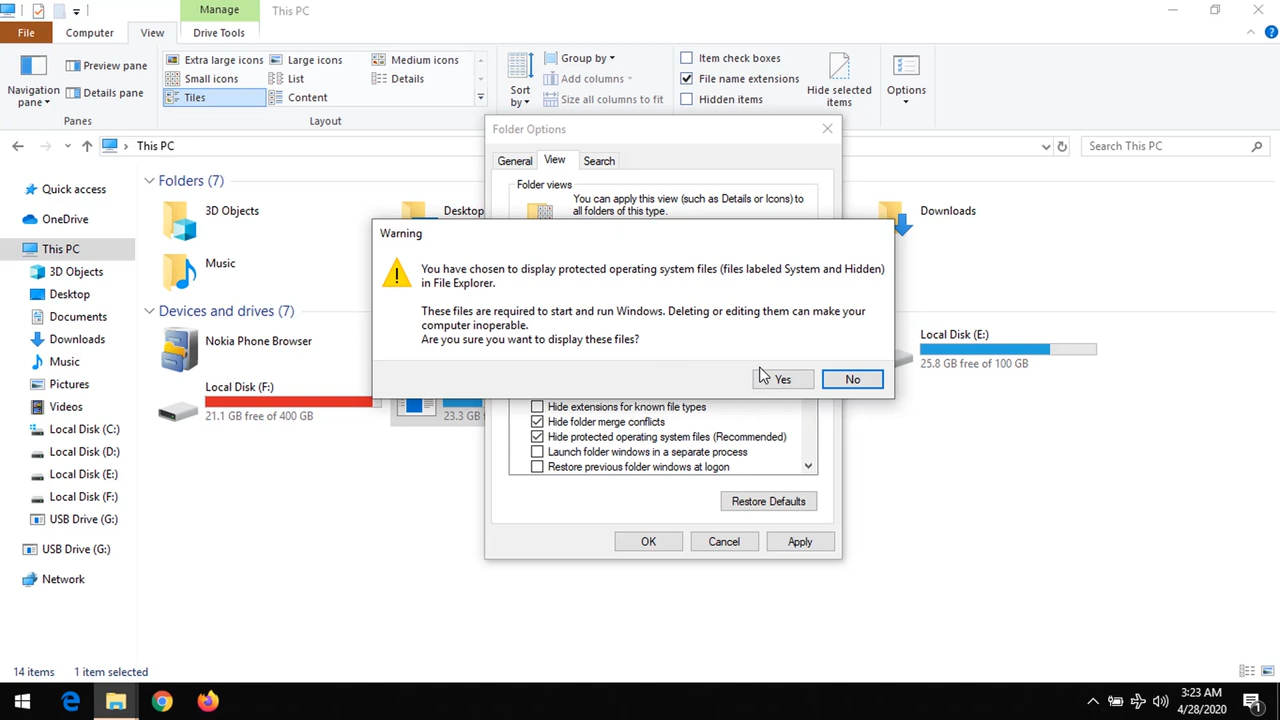 Manage
This PC
File
Computer
View
Drive Tools
Navigation
pane
Preview pane
Details pane
Panes
Extra large icons
Large icons
Medium icons
Small icons
List
Details
Tiles
Content
Layout
Sort
by
Group by
Add columns
Size all columns to fit
Item check boxes
File name extensions
Hidden items
Hide selected
items
Options
This PC
Search This PC
Quick access
OneDrive
This PC
3D Objects
Desktop
Documents
Downloads
Music
Pictures
Videos
Local Disk (C:)
Local Disk (D:)
Local Disk (E:)
Local Disk (F:)
USB Drive (G:)
USB Drive (G:)
Network
Folders (7)
3D Objects
Desktop
Downloads
Music
Devices and drives (7)
Nokia Phone Browser
Local Disk (E:)
25.8 GB free of 100 GB
Local Disk (F:)
21.1 GB free of 400 GB
23.3 G
Folder Options
General
View
Search
Folder views
You can apply this view (such as Details or Icons) to
all folders of this type.
Warning
You have chosen to display protected operating system files (files labeled System and Hidden)
in File Explorer.
These files are required to start and run Windows. Deleting or editing them can make your
computer inoperable.
Are you sure you want to display these files?
Yes
No
Hide extensions for known file types
Hide folder merge conflicts
Hide protected operating system files (Recommended)
Launch folder windows in a separate process
Restore previous folder windows at logon
Restore Defaults
OK
Cancel
Apply
14 items
1 item selected
3:23 AM
4/28/2020
1